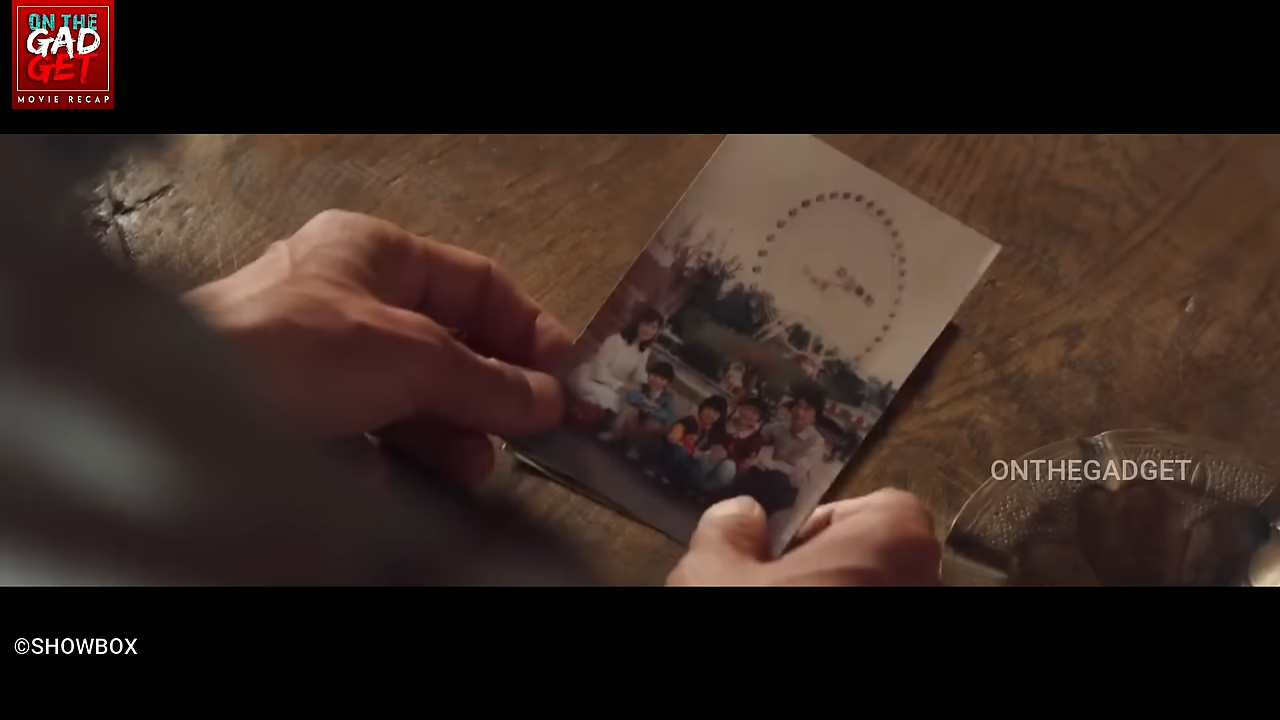 ON THE
GAD
GET
MOVIE RECAP
ONTHEGADGET
©SHOWBOX